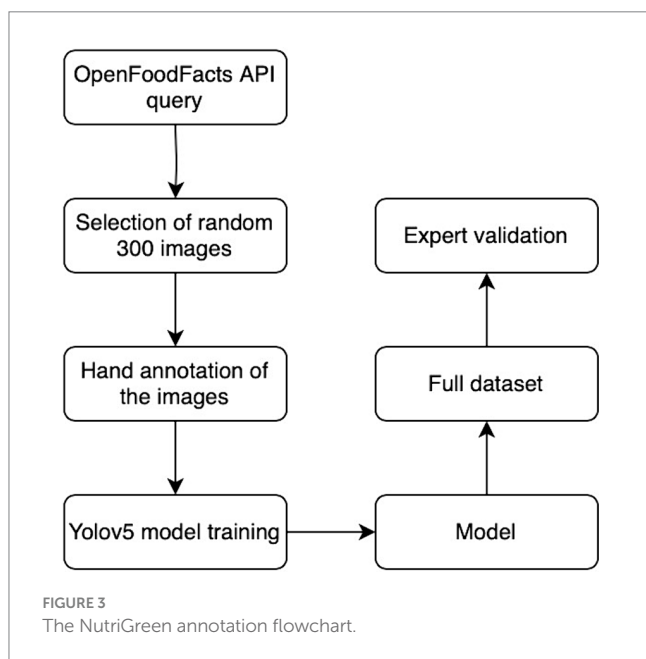 OpenFoodFacts API
query
Selection of random
300 images
Hand annotation of
the images
Yolov5 model training
Model
Full dataset
Expert validation
FIGURE 3
The NutriGreen annotation flowchart.